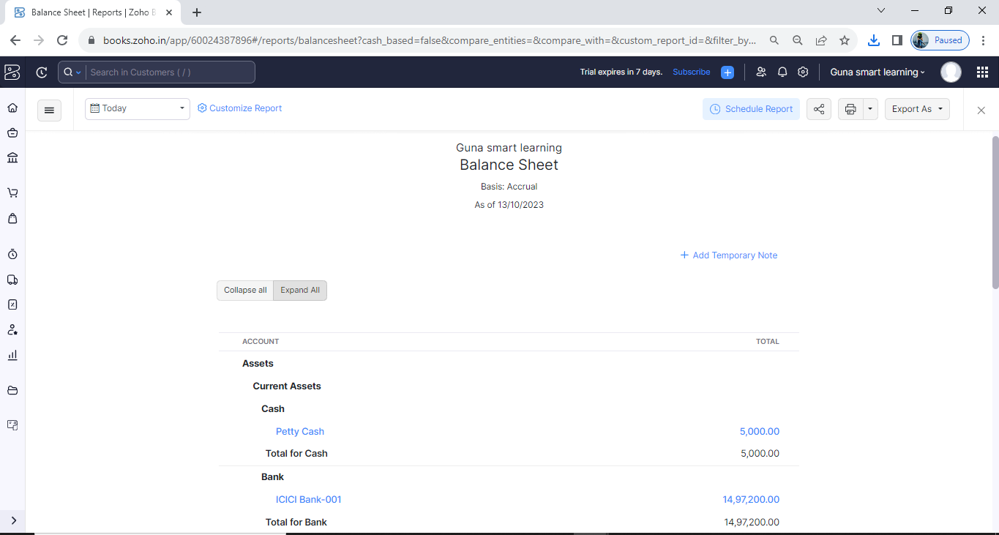 Balance Sheet | Reports | Zoho B
books.zoho.in/app/60024387896#/reports/balancesheet?cash_based=false&compare_entities=&compare_with=&custom_report_id=&filter_by...
Paused
Search in Customers ( / )
Trial expires in 7 days. Subscribe
Guna smart learning
Today
Customize Report
Schedule Report
Export As
Guna smart learning
Balance Sheet
Basis: Accrual
As of 13/10/2023
Add Temporary Note
Collapse all Expand All
ACCOUNT TOTAL
Assets
Current Assets
Cash
Petty Cash 5,000.00
Total for Cash 5,000.00
Bank
ICICI Bank-001 14,97,200.00
Total for Bank 14,97,200.00